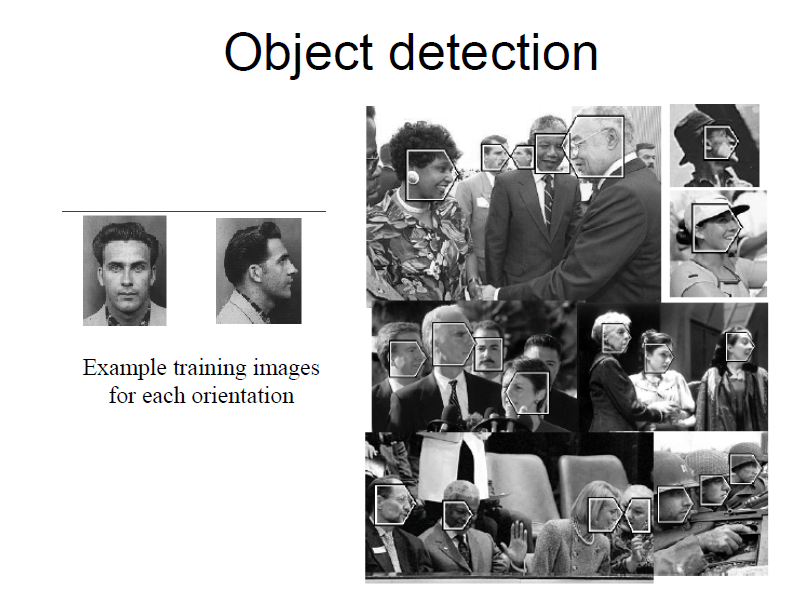 Object detection
Example training images
for each orientation